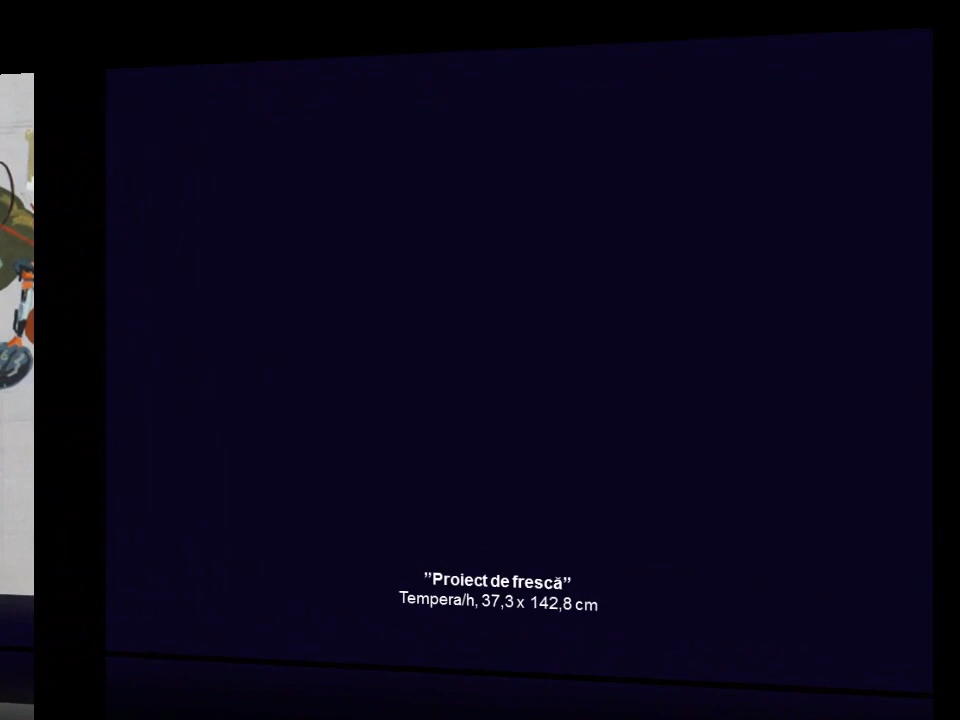 ”Proiect de frescă”
Tempera/h, 37,3 x 142,8 cm